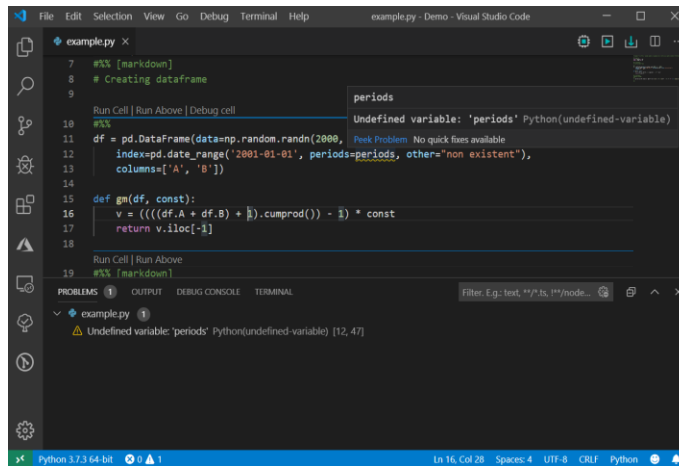 File Edit Selection View Go Debug Terminal Help example.py - Demo - Visual Studio Code
example.py
7 #%% [markdown]
8 # Creating dataframe
9
periods
Undefined variable: 'periods' Python(undefined-variable)
Peek Problem No quick fixes available
Run Cell | Run Above | Debug cell
10 #%%
11 df = pd.DataFrame(data=np.random.randn(2000,
12 index=pd.date_range('2001-01-01', periods=periods, other="non existent"),
13 columns=['A', 'B'])
14
15 def gm(df, const):
16 v = ((((df.A + df.B) + 1).cumprod()) - 1) * const
17 return v.iloc[-1]
18
Run Cell | Run Above
19 #%% [markdown]
PROBLEMS 1 OUTPUT DEBUG CONSOLE TERMINAL Filter. E.g.: text, **/*.ts, !**/node...
example.py 1
Undefined variable: 'periods' Python(undefined-variable) [12, 47]
Python 3.7.3 64-bit 0 1 Ln 16, Col 28 Spaces: 4 UTF-8 CRLF Python